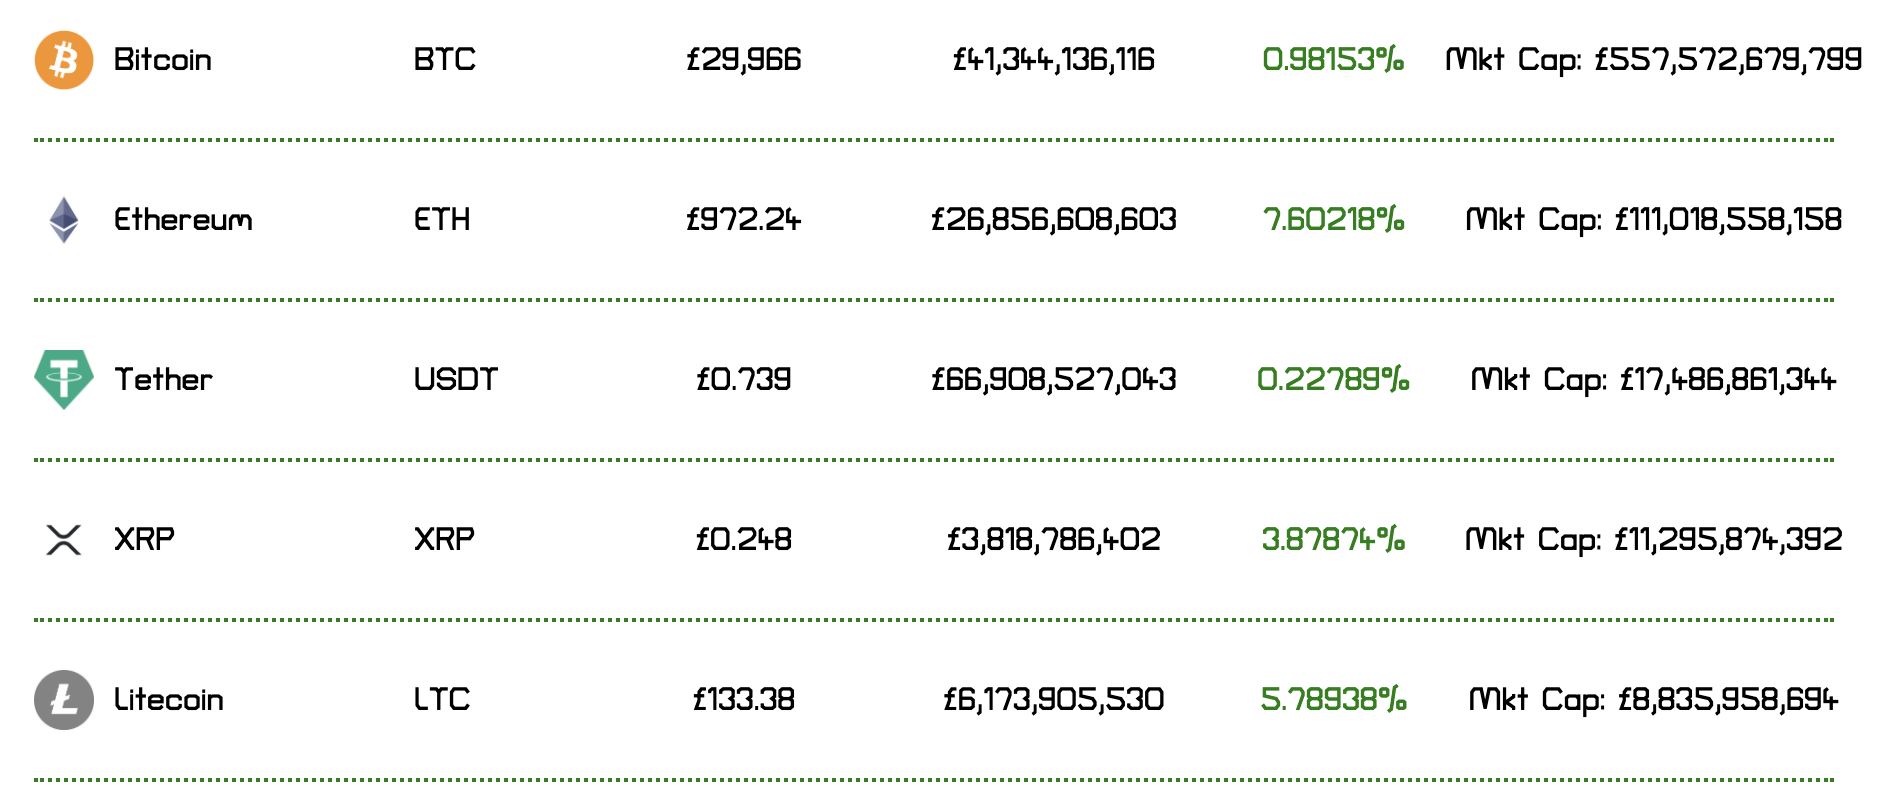 Bitcoin BTC £29,966 £41,344,136,116 0.98153% Mkt Cap: £557,572,679,799
Ethereum ETH £972.24 £26,856,608,603 7.60218% Mkt Cap: £111,018,558,158
Tether USDT £0.739 £66,908,527,043 0.22789% Mkt Cap: £17,486,861,344
XRP XRP £0.248 £3,818,786,402 3.87874% Mkt Cap: £11,295,874,392
Litecoin LTC £133.38 £6,173,905,530 5.78938% Mkt Cap: £8,835,958,694